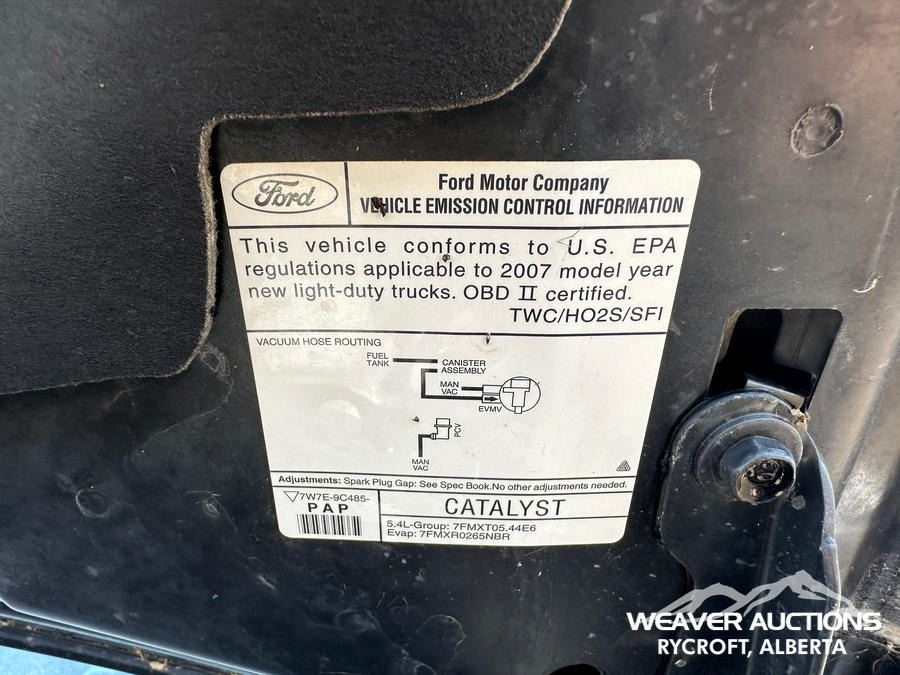 Ford
Ford Motor Company
VEHICLE EMISSION CONTROL INFORMATION
This vehicle conforms to U.S. EPA
regulations applicable to 2007 model year
new light-duty trucks. OBD II certified.
TWC/HO2S/SFI
VACUUM HOSE ROUTING
FUEL
TANK
CANISTER
ASSEMBLY
MAN
VAC
EVMV
PCV
MAN
VAC
Adjustments: Spark Plug Gap: See Spec Book.No other adjustments needed.
7W7E-9C485-
PAP
CATALYST
5.4L-Group: 7FMXT05.44E6
Evap: 7FMXR0265NBR
WEAVER AUCTIONS
RYCROFT, ALBERTA